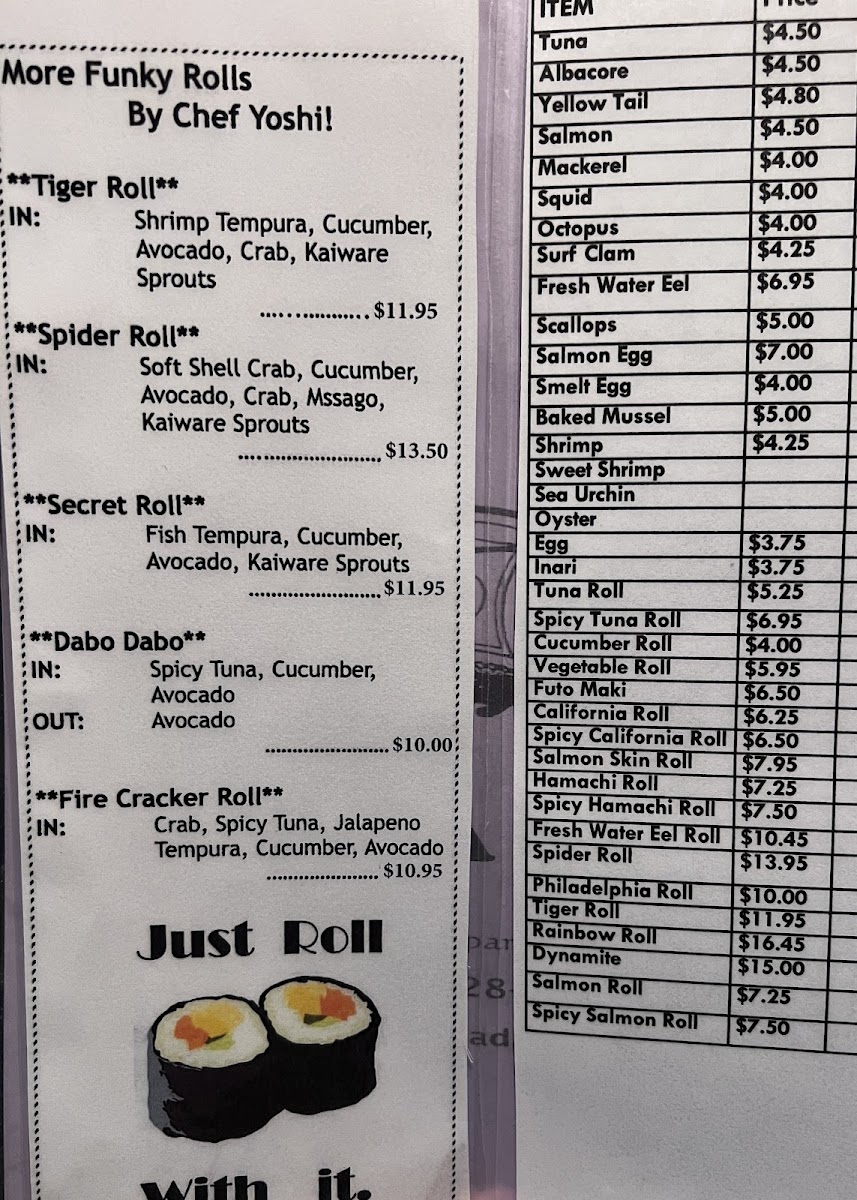 More Funky Rolls
By Chef Yoshi!
**Tiger Roll**
IN: Shrimp Tempura, Cucumber,
Avocado, Crab, Kaiware
Sprouts
.................. $11.95
**Spider Roll**
IN: Soft Shell Crab, Cucumber,
Avocado, Crab, Mssago,
Kaiware Sprouts
........................ $13.50
**Secret Roll**
IN: Fish Tempura, Cucumber,
Avocado, Kaiware Sprouts
........................ $11.95
**Dabo Dabo**
IN: Spicy Tuna, Cucumber,
Avocado
OUT: Avocado
...................... $10.00
**Fire Cracker Roll**
IN: Crab, Spicy Tuna, Jalapeno
Tempura, Cucumber, Avocado
.................... $10.95
Just Roll
with it.
ITEM Price
Tuna $4.50
Albacore $4.50
Yellow Tail $4.80
Salmon $4.50
Mackerel $4.00
Squid $4.00
Octopus $4.00
Surf Clam $4.25
Fresh Water Eel $6.95
Scallops $5.00
Salmon Egg $7.00
Smelt Egg $4.00
Baked Mussel $5.00
Shrimp $4.25
Sweet Shrimp
Sea Urchin
Oyster
Egg $3.75
Inari $3.75
Tuna Roll $5.25
Spicy Tuna Roll $6.95
Cucumber Roll $4.00
Vegetable Roll $5.95
Futo Maki $6.50
California Roll $6.25
Spicy California Roll $6.50
Salmon Skin Roll $7.95
Hamachi Roll $7.25
Spicy Hamachi Roll $7.50
Fresh Water Eel Roll $10.45
Spider Roll $13.95
Philadelphia Roll $10.00
Tiger Roll $11.95
Rainbow Roll $16.45
Dynamite $15.00
Salmon Roll $7.25
Spicy Salmon Roll $7.50